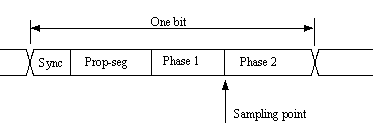 One bit
Sync Prop-seg Phase 1 Phase 2
Sampling point